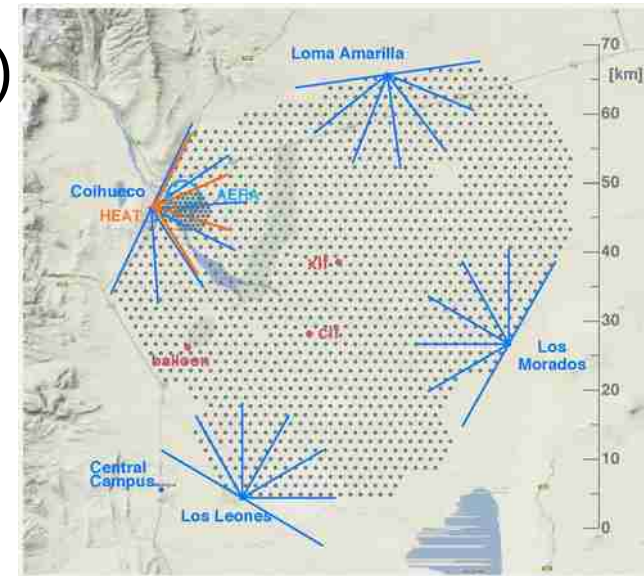 )
Loma Amarilla
70
[km]
60
Coihueco
AERA
50
HEAT
40
xlf
clf
30
balloon
Los
Morados
20
Central
Campus
10
Los Leones
0